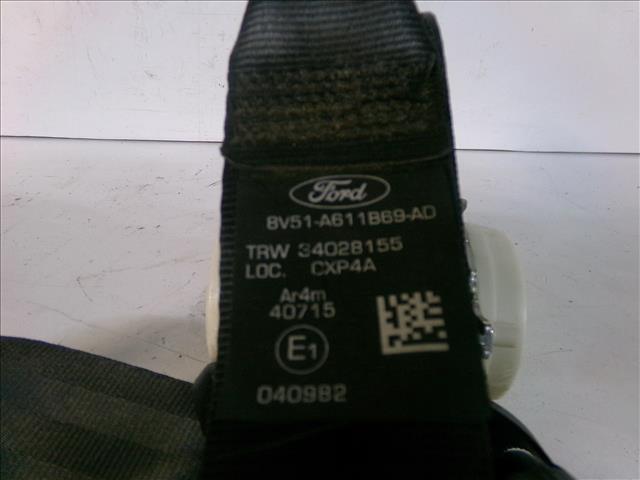 Ford
8V51-A611B69-AD
TRW 34028155
LOC. CXP4A
Ar4m
40715
E1
040982